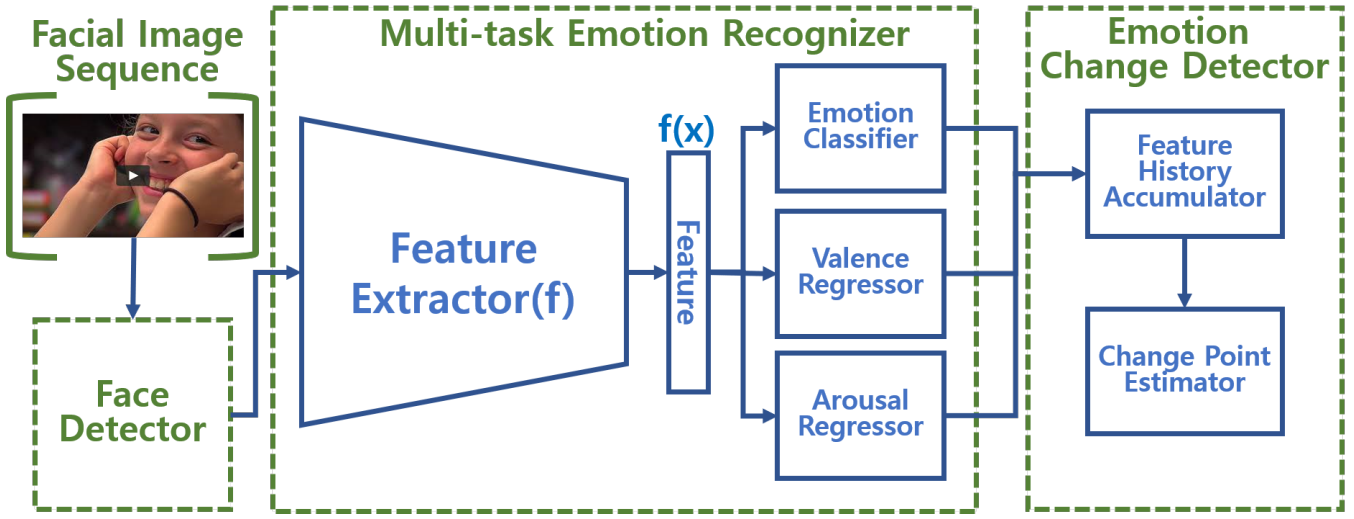 Facial Image
Sequence
Face
Detector
Multi-task Emotion Recognizer
Feature
Extractor(f)
f(x)
Feature
Emotion
Classifier
Valence
Regressor
Arousal
Regressor
Emotion
Change Detector
Feature
History
Accumulator
Change Point
Estimator